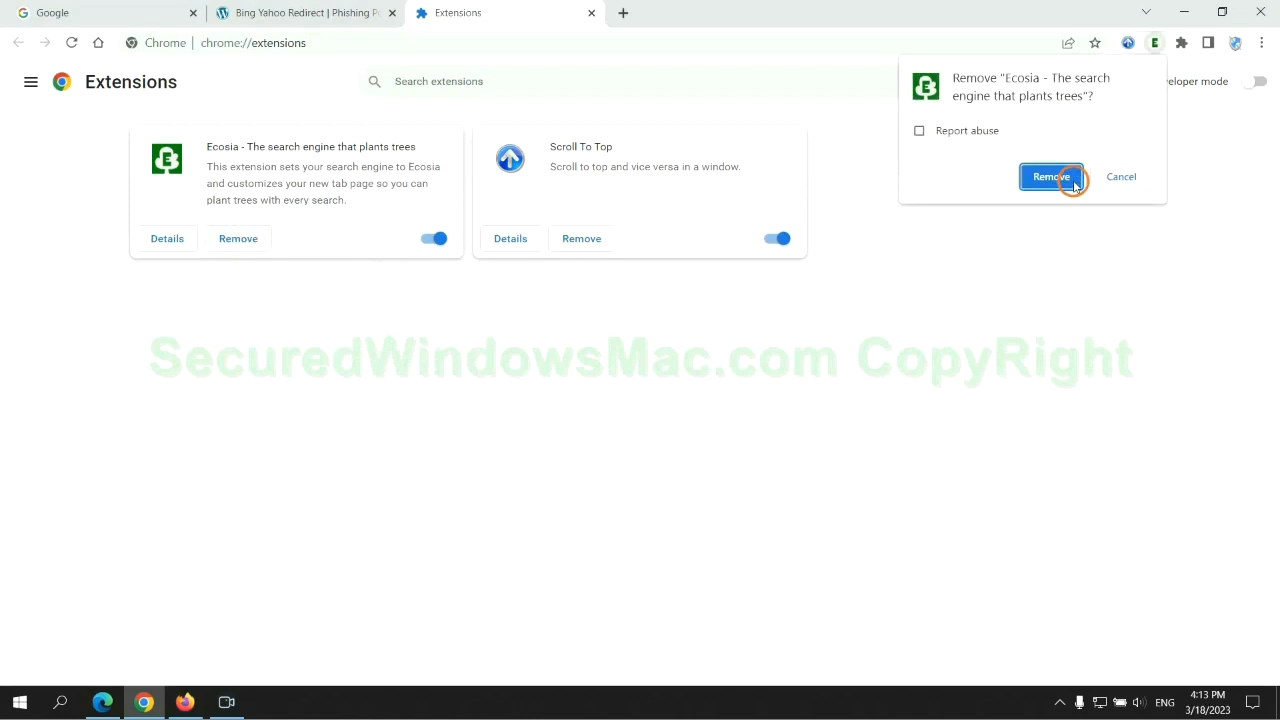 Google
Bing Yahoo Redirect | Phishing P
Extensions
Chrome | chrome://extensions
Extensions
Search extensions
eloper mode
Remove "Ecosia - The search
engine that plants trees"?
Report abuse
Remove
Cancel
Ecosia - The search engine that plants trees
This extension sets your search engine to Ecosia
and customizes your new tab page so you can
plant trees with every search.
Details
Remove
Scroll To Top
Scroll to top and vice versa in a window.
Details
Remove
SecuredWindowsMac.com CopyRight
ENG
4:13 PM
3/18/2023